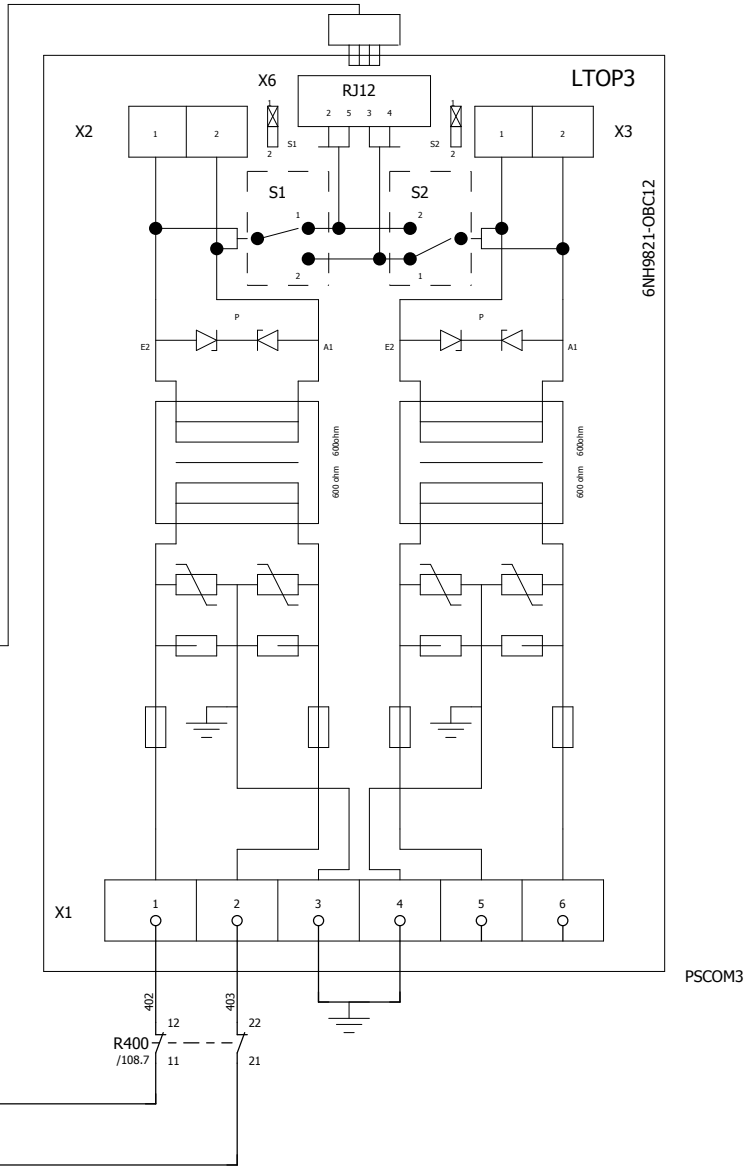 LTOP3
X6
RJ12
X2
1
2
1
2
2 5 3 4
1
2
1
2
X3
S1
S2
S1
S2
1
2
2
1
6NH9821-OBC12
P
E2
A1
P
E2
A1
600ohm
600 ohm
600ohm
600 ohm
X1
1
2
3
4
5
6
PSCOM3
402
403
R400
/108.7
12
11
22
21